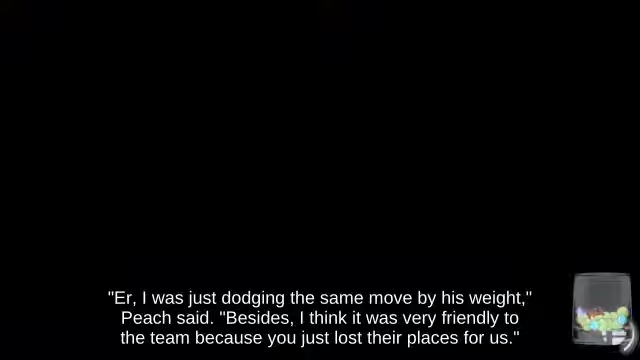 "Er, I was just dodging the same move by his weight,"
Peach said. "Besides, I think it was very friendly to
the team because you just lost their places for us."